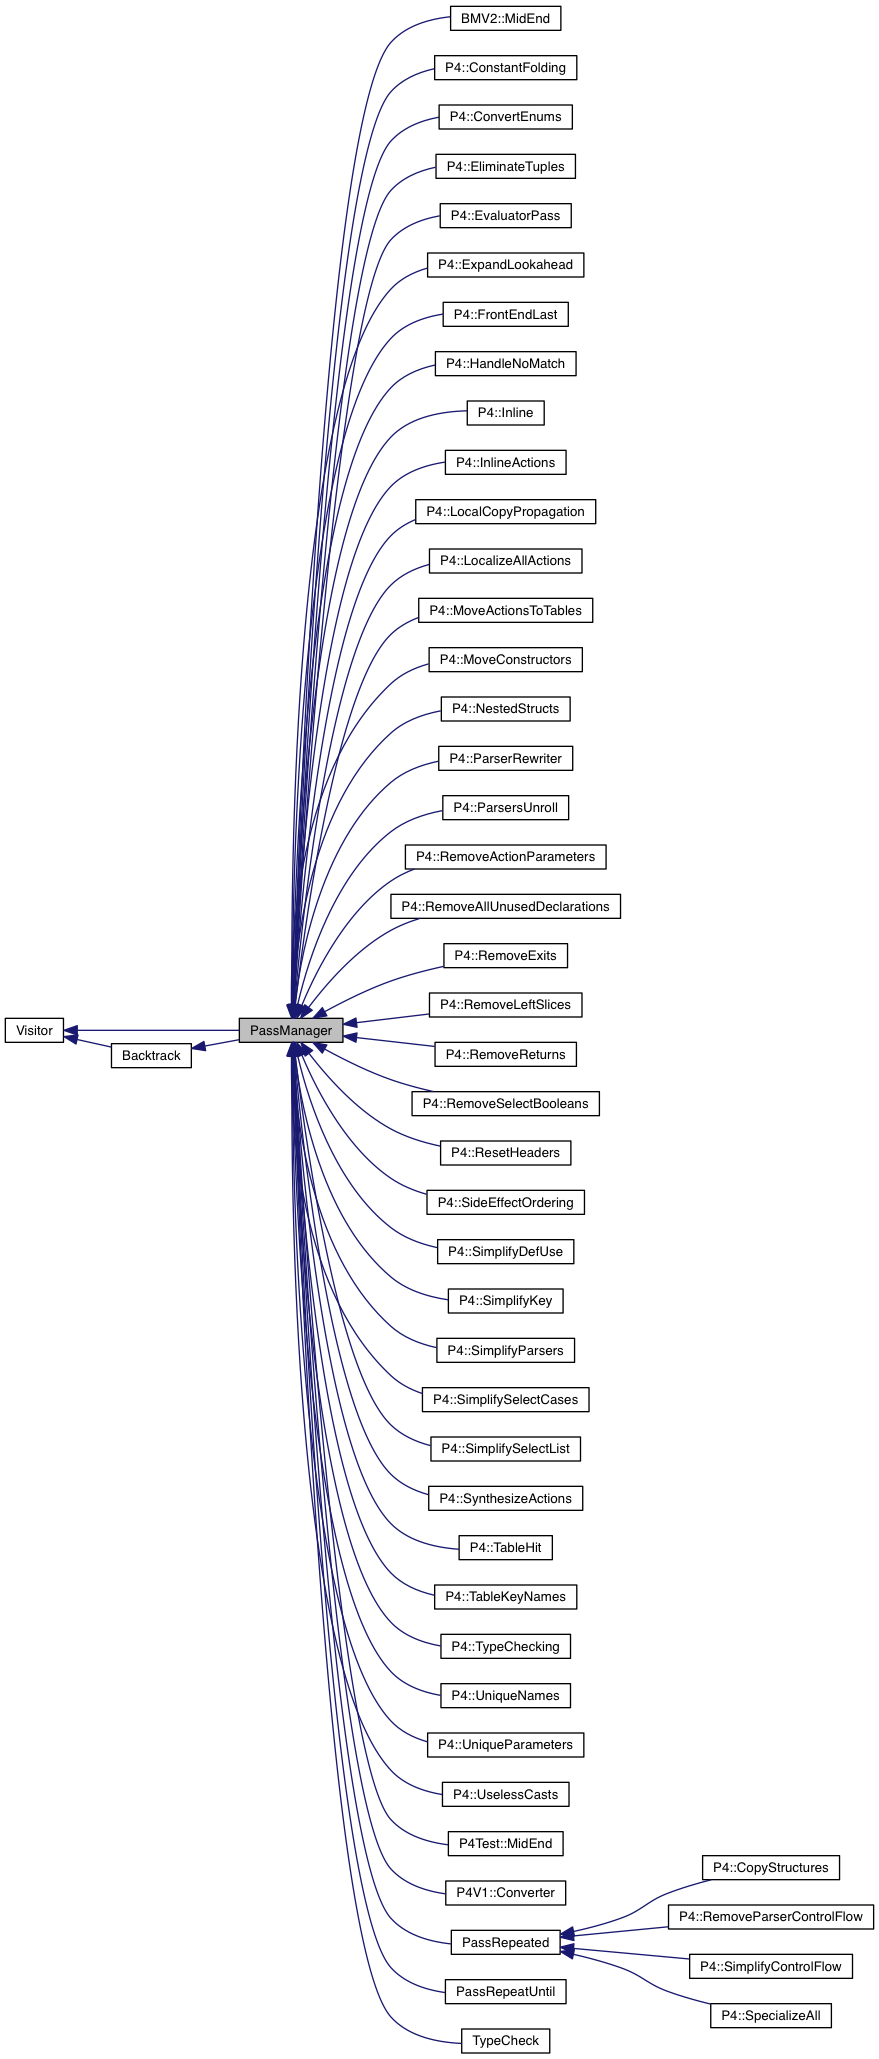 BMV2::MidEnd
P4::ConstantFolding
P4::ConvertEnums
P4::EliminateTuples
P4::EvaluatorPass
P4::ExpandLookahead
P4::FrontEndLast
P4::HandleNoMatch
P4::Inline
P4::InlineActions
P4::LocalCopyPropagation
P4::LocalizeAllActions
P4::MoveActionsToTables
P4::MoveConstructors
P4::NestedStructs
P4::ParserRewriter
P4::ParsersUnroll
P4::RemoveActionParameters
P4::RemoveAllUnusedDeclarations
P4::RemoveExits
P4::RemoveLeftSlices
Visitor
PassManager
Backtrack
P4::RemoveReturns
P4::RemoveSelectBooleans
P4::ResetHeaders
P4::SideEffectOrdering
P4::SimplifyDefUse
P4::SimplifyKey
P4::SimplifyParsers
P4::SimplifySelectCases
P4::SimplifySelectList
P4::SynthesizeActions
P4::TableHit
P4::TableKeyNames
P4::TypeChecking
P4::UniqueNames
P4::UniqueParameters
P4::UselessCasts
P4Test::MidEnd
P4V1::Converter
PassRepeated
PassRepeatUntil
TypeCheck
P4::CopyStructures
P4::RemoveParserControlFlow
P4::SimplifyControlFlow
P4::SpecializeAll